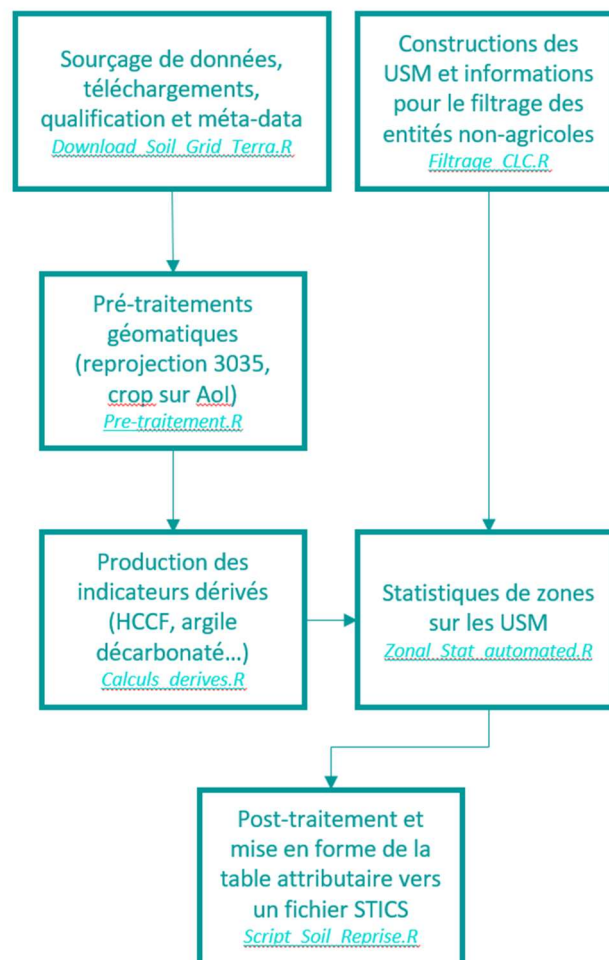 Sourçage de données,
téléchargements,
qualification et méta-data
Download_Soil_Grid_Terra.R
Constructions des
USM et informations
pour le filtrage des
entités non-agricoles
Filtrage_CLC.R
Pré-traitements
géomatiques
(reprojection 3035,
crop sur AoI)
Pre-traitement.R
Production des
indicateurs dérivés
(HCCF, argile
décarbonaté...)
Calculs_derives.R
Statistiques de zones
sur les USM
Zonal_Stat_automated.R
Post-traitement et
mise en forme de la
table attributaire vers
un fichier STICS
Script_Soil_Reprise.R